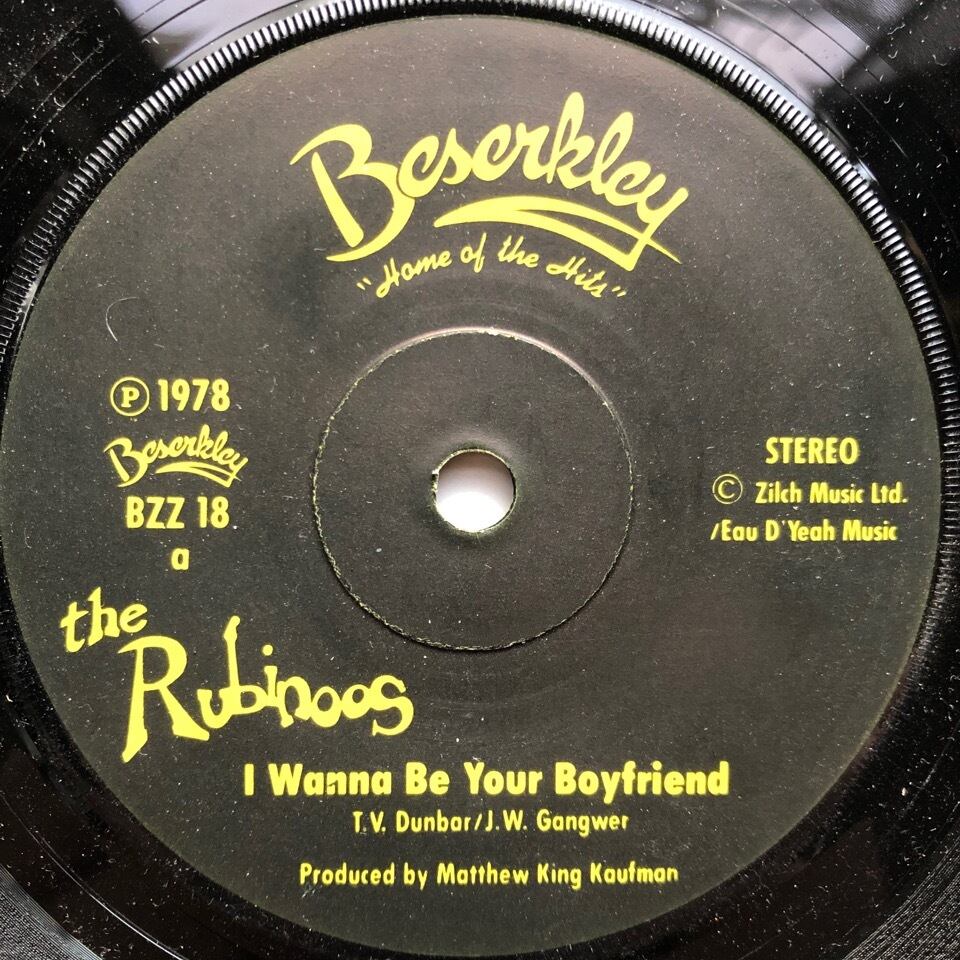 Beserkley
"Home of the Hits"
Ⓟ 1978
Beserkley
BZZ 18
a
STEREO
© Zilch Music Ltd.
/Eau D'Yeah Music
the
Rubinoos
I Wanna Be Your Boyfriend
T.V. Dunbar/J.W. Gangwer
Produced by Matthew King Kaufman